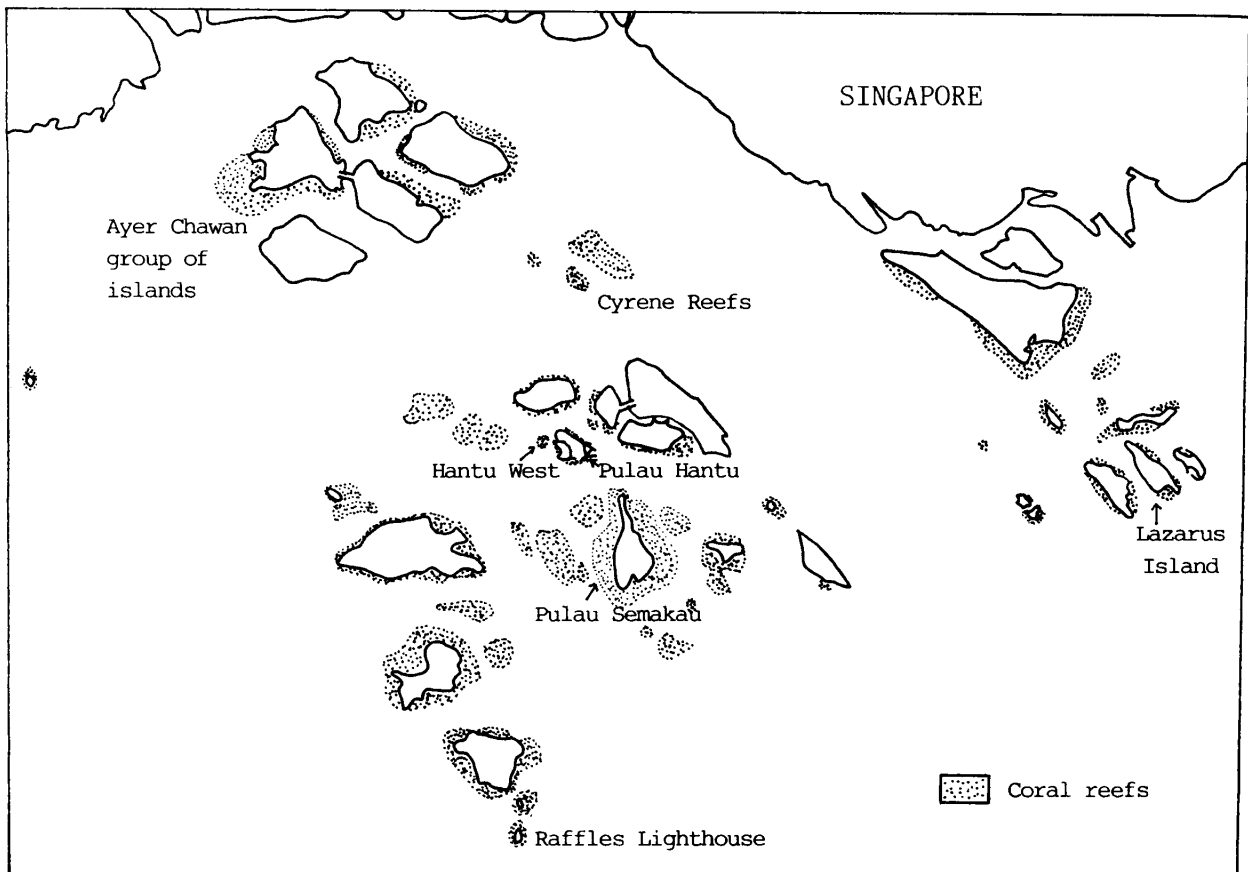 SINGAPORE
Ayer Chawan
group of
islands
Cyrene Reefs
Hantu West
Pulau Hantu
Lazarus
Island
Pulau Semakau
Coral reefs
Raffles Lighthouse